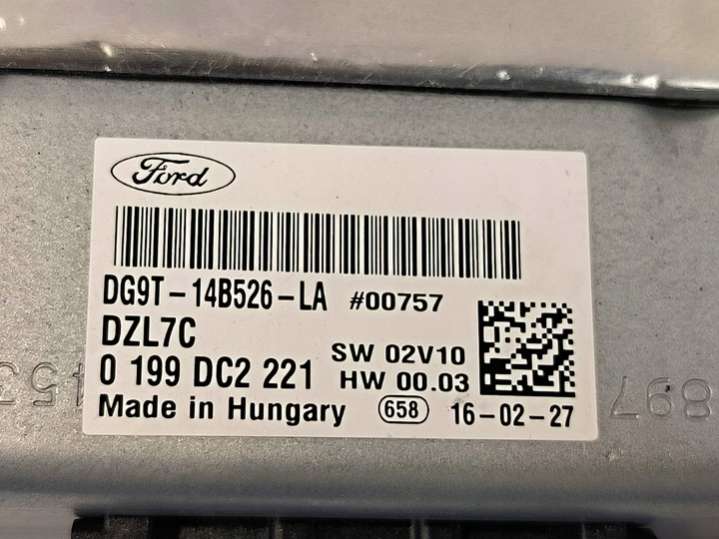 Ford
DG9T-14B526-LA #00757
DZL7C
SW 02V10
0 199 DC2 221
HW 00.03
Made in Hungary 658 16-02-27
897